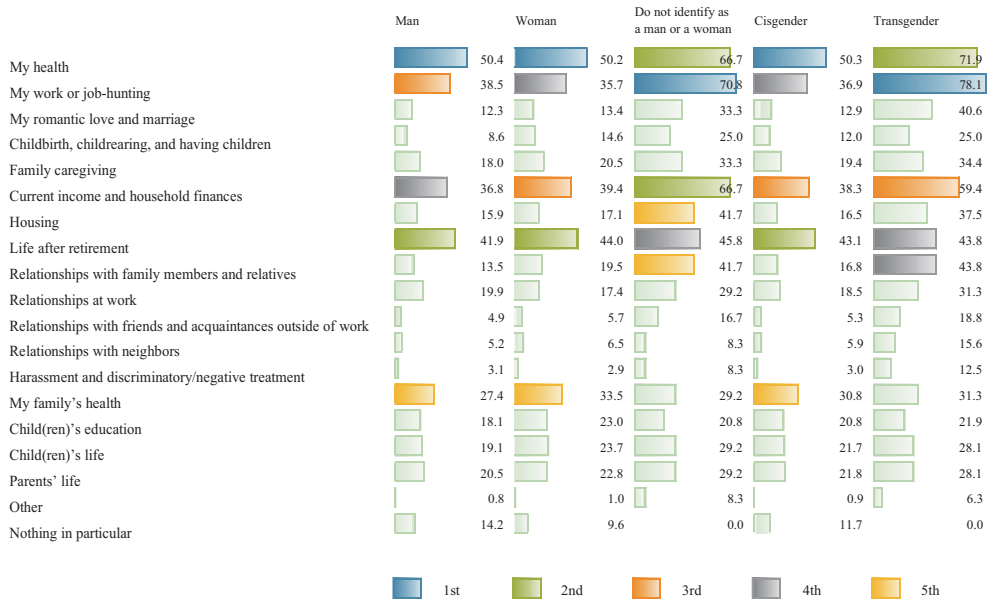 Man Woman Do not identify as a man or a woman Cisgender Transgender
My health 50.4 50.2 66.7 50.3 71.9
My work or job-hunting 38.5 35.7 70.8 36.9 78.1
My romantic love and marriage 12.3 13.4 33.3 12.9 40.6
Childbirth, childrearing, and having children 8.6 14.6 25.0 12.0 25.0
Family caregiving 18.0 20.5 33.3 19.4 34.4
Current income and household finances 36.8 39.4 66.7 38.3 59.4
Housing 15.9 17.1 41.7 16.5 37.5
Life after retirement 41.9 44.0 45.8 43.1 43.8
Relationships with family members and relatives 13.5 19.5 41.7 16.8 43.8
Relationships at work 19.9 17.4 29.2 18.5 31.3
Relationships with friends and acquaintances outside of work 4.9 5.7 16.7 5.3 18.8
Relationships with neighbors 5.2 6.5 8.3 5.9 15.6
Harassment and discriminatory/negative treatment 3.1 2.9 8.3 3.0 12.5
My family’s health 27.4 33.5 29.2 30.8 31.3
Child(ren)’s education 18.1 23.0 20.8 20.8 21.9
Child(ren)’s life 19.1 23.7 29.2 21.7 28.1
Parents’ life 20.5 22.8 29.2 21.8 28.1
Other 0.8 1.0 8.3 0.9 6.3
Nothing in particular 14.2 9.6 0.0 11.7 0.0
1st 2nd 3rd 4th 5th